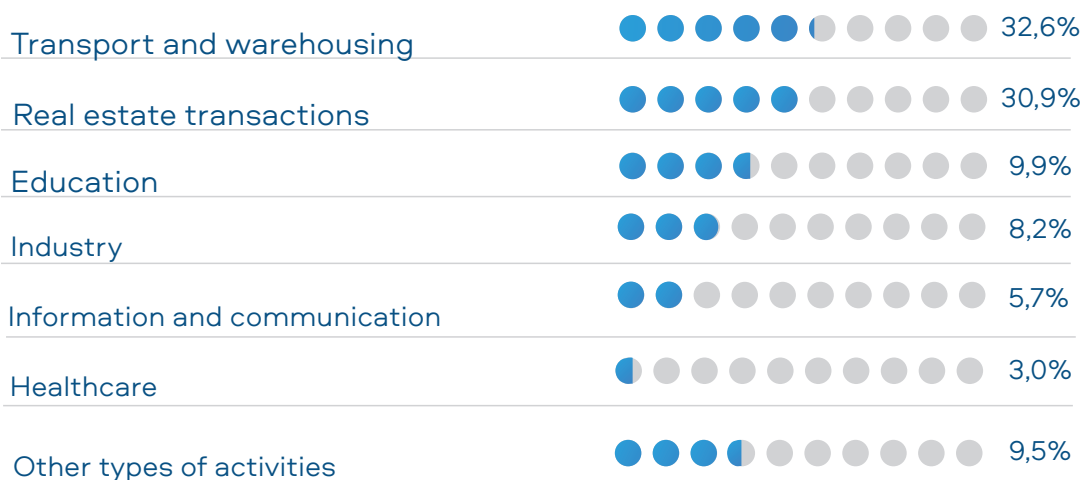 Transport and warehousing 32,6%
Real estate transactions 30,9%
Education 9,9%
Industry 8,2%
Information and communication 5,7%
Healthcare 3,0%
Other types of activities 9,5%